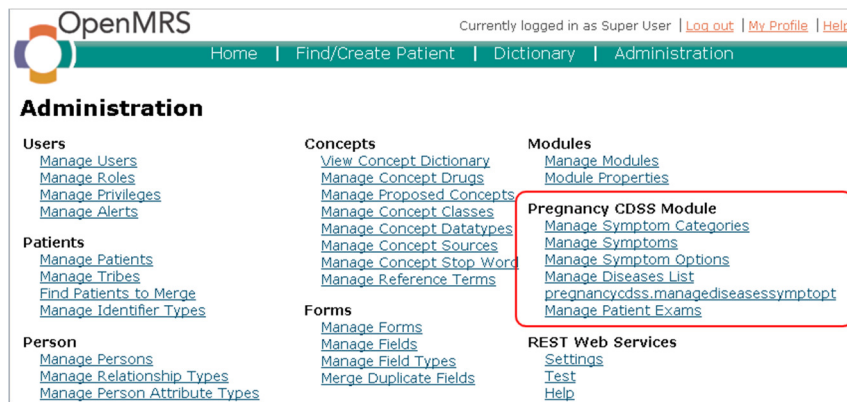 OpenMRS
Currently logged in as Super User | Log out | My Profile | Help
Home | Find/Create Patient | Dictionary | Administration
Administration
Users
Manage Users
Manage Roles
Manage Privileges
Manage Alerts
Patients
Manage Patients
Manage Tribes
Find Patients to Merge
Manage Identifier Types
Person
Manage Persons
Manage Relationship Types
Manage Person Attribute Types
Concepts
View Concept Dictionary
Manage Concept Drugs
Manage Proposed Concepts
Manage Concept Classes
Manage Concept Datatypes
Manage Concept Sources
Manage Concept Stop Word
Manage Reference Terms
Forms
Manage Forms
Manage Fields
Manage Field Types
Merge Duplicate Fields
Modules
Manage Modules
Module Properties
Pregnancy CDSS Module
Manage Symptom Categories
Manage Symptoms
Manage Symptom Options
Manage Diseases List
pregnancycdss.managediseasessymptopt
Manage Patient Exams
REST Web Services
Settings
Test
Help